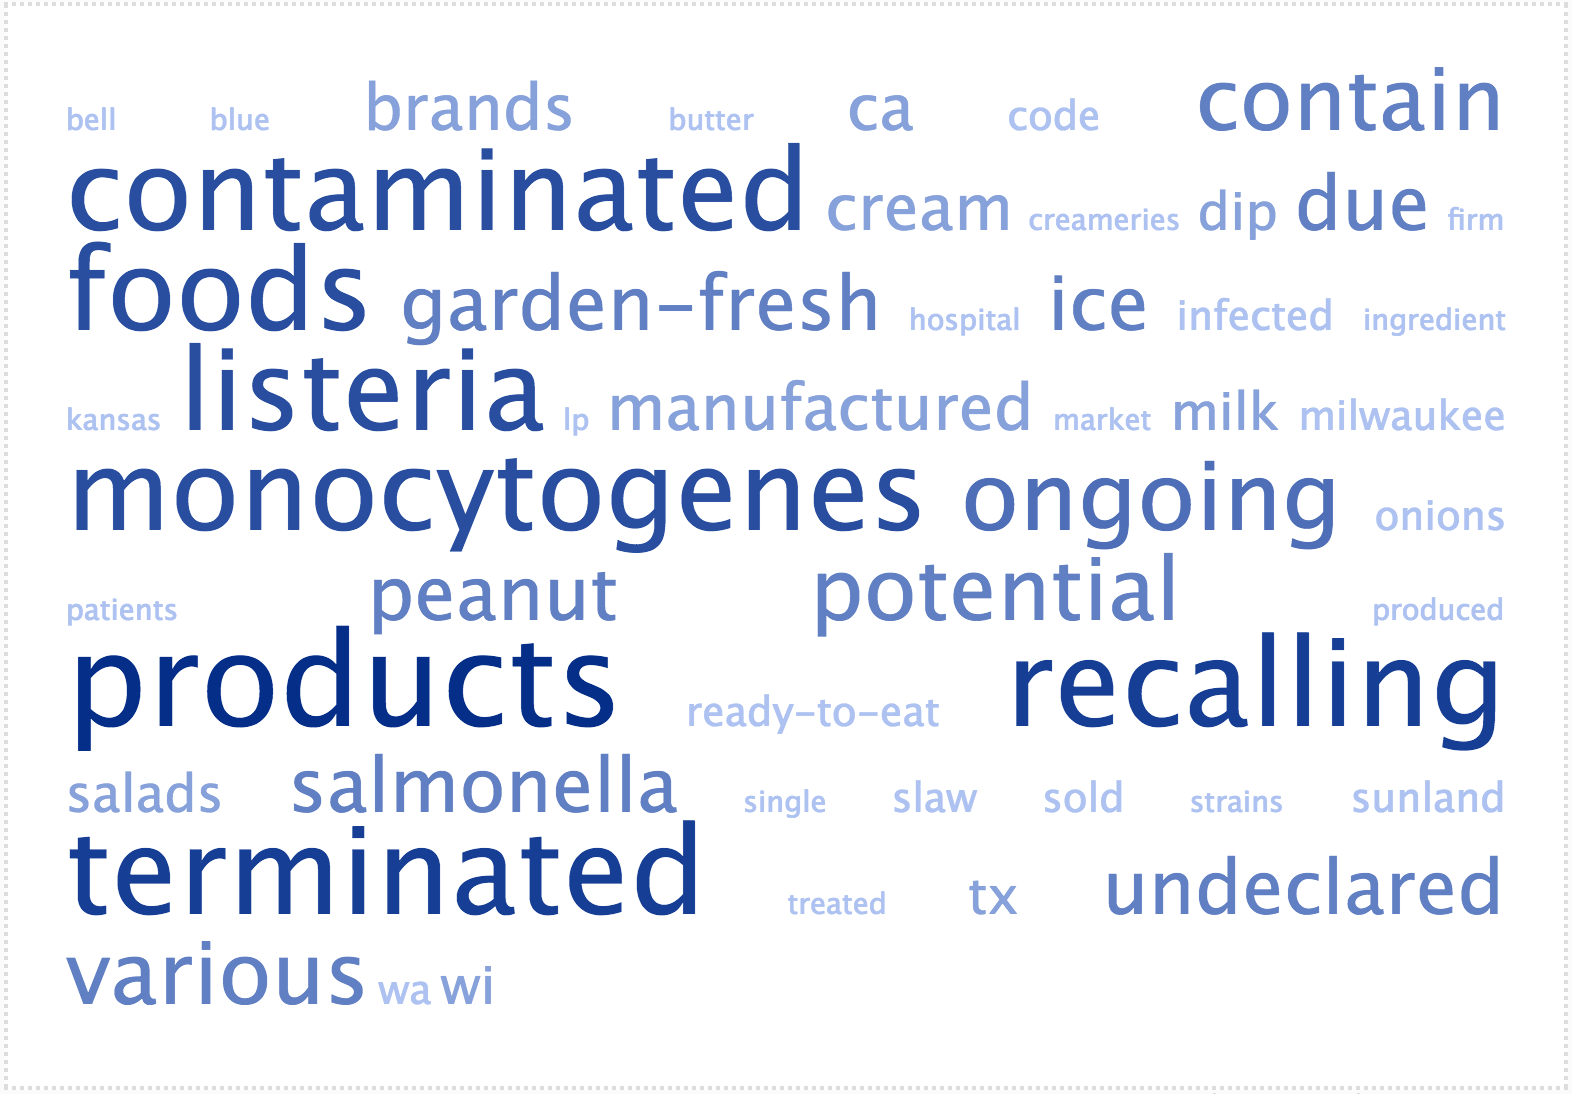 bell blue brands butter ca code contain
contaminated cream creameries dip due firm
foods garden-fresh hospital ice infected ingredient
kansas listeria lp manufactured market milk milwaukee
monocytogenes ongoing onions
patients peanut potential produced
products ready-to-eat recalling
salads salmonella single slaw sold strains sunland
terminated treated tx undeclared
various wa wi